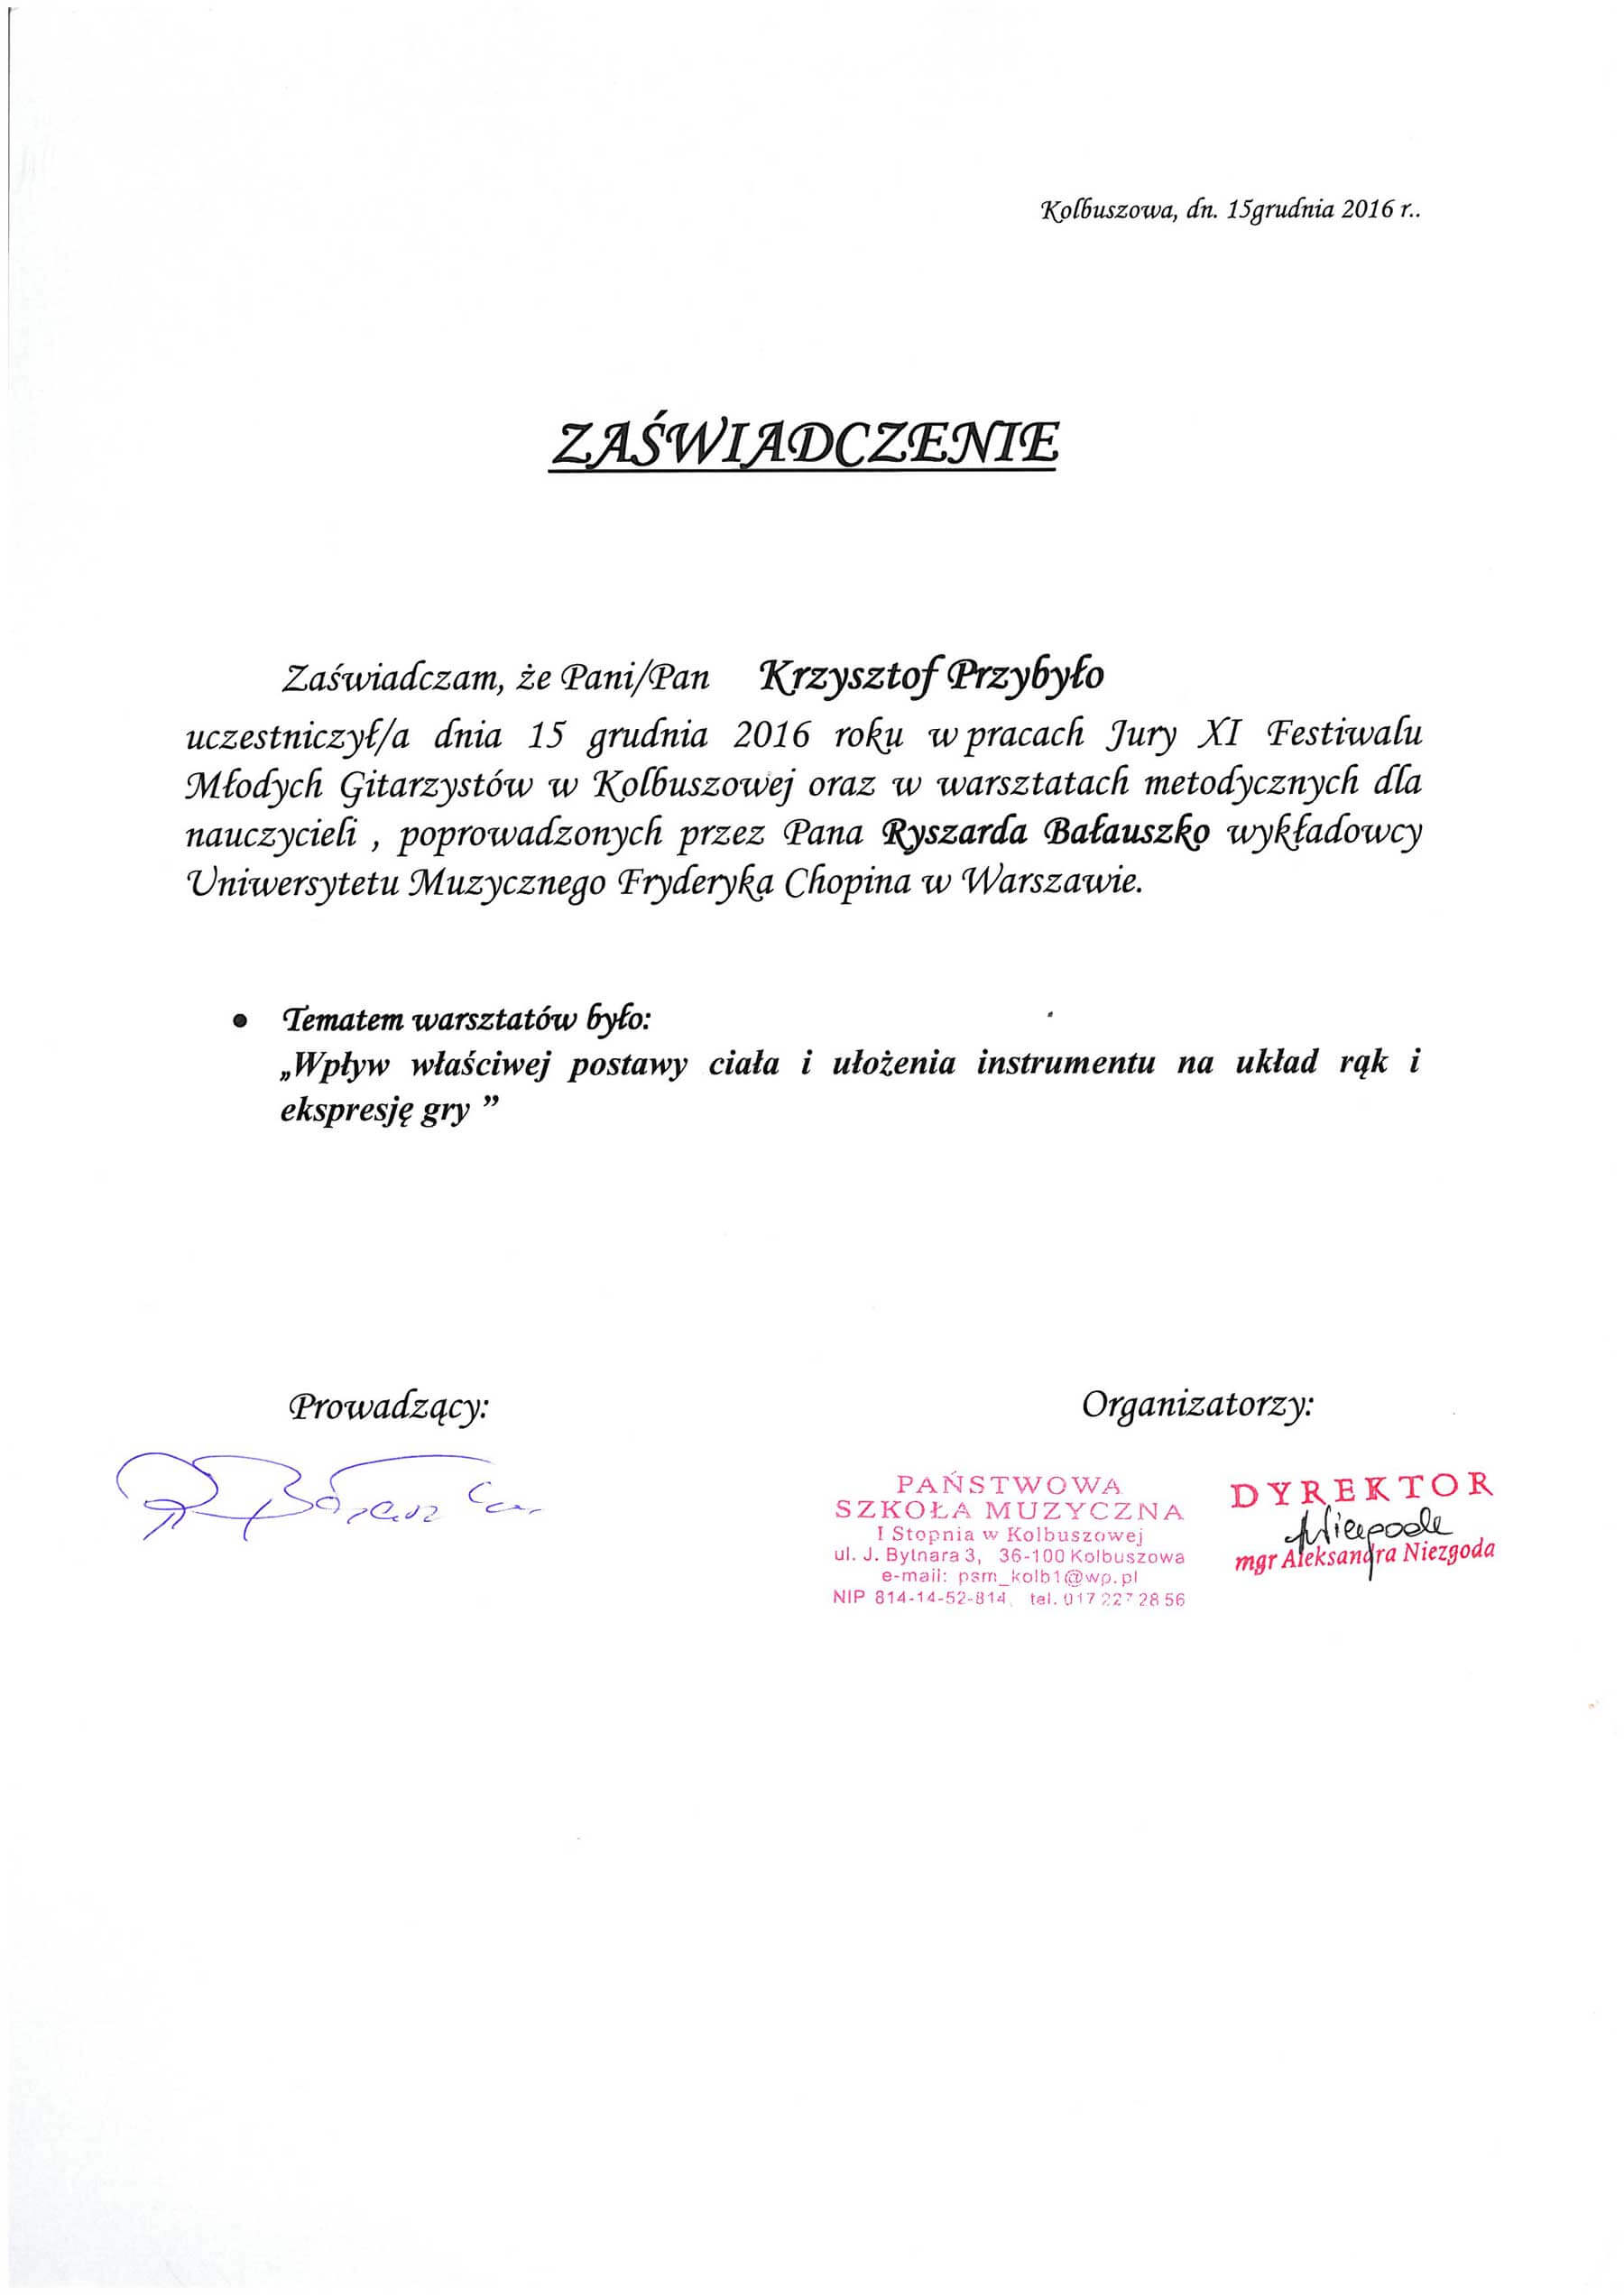 Kolbuszowa, dn. 15grudnia 2016 r..
ZAŚWIADCZENIE
Zaświadczam, że Pani/Pan Krzysztof Przybyło
uczestniczył/a dnia 15 grudnia 2016 roku w pracach Jury XI Festiwalu
Młodych Gitarzystów w Kolbuszowej oraz w warsztatach metodycznych dla
nauczycieli , poprowadzonych przez Pana Ryszarda Bałauszko wykładowcy
Uniwersytetu Muzycznego Fryderyka Chopina w Warszawie.
• Tematem warsztatów było:
„Wpływ właściwej postawy ciała i ułożenia instrumentu na układ rąk i
ekspresję gry ”
Prowadzący:
Organizatorzy:
PAŃSTWOWA
SZKOŁA MUZYCZNA
I Stopnia w Kolbuszowej
ul. J. Bytnara 3, 36-100 Kolbuszowa
e-mail: psm_kolb1@wp.pl
NIP 814-14-52-814, tel. 017 227 28 56
DYREKTOR
mgr Aleksandra Niezgoda